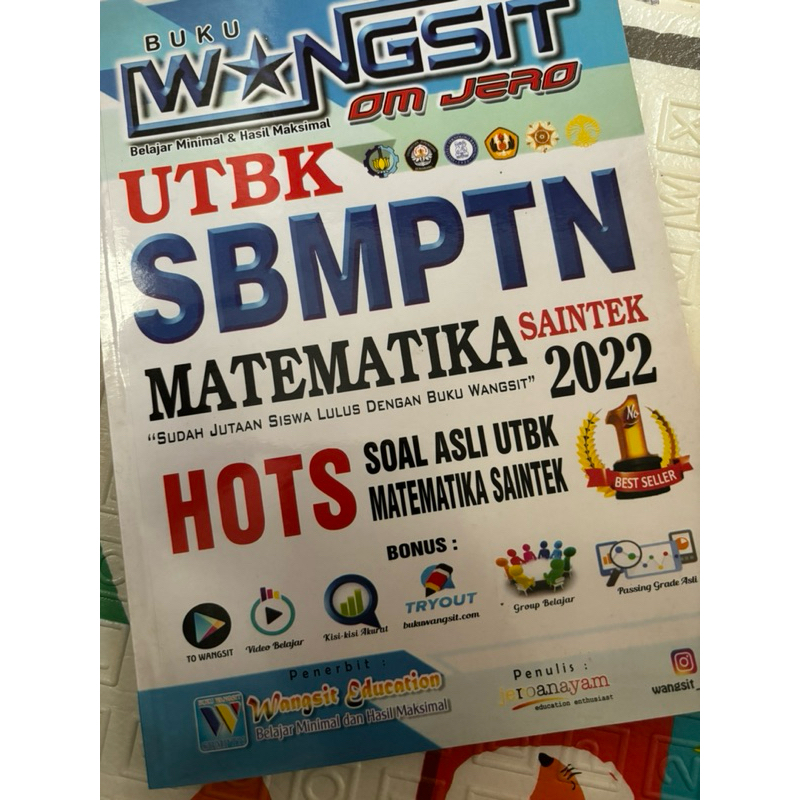 BUKU
WANGSIT
OM JERO
Belajar Minimal & Hasil Maksimal
UTBK
SBMPTN
MATEMATIKA SAINTEK
2022
"SUDAH JUTAAN SISWA LULUS DENGAN BUKU WANGSIT"
HOTS SOAL ASLI UTBK
MATEMATIKA SAINTEK
No.
1
BEST SELLER
BONUS :
TO WANGSIT
Video Belajar
Kisi-kisi Akurat
TRYOUT
bukuwangsit.com
Group Belajar
Passing Grade Asli
Penerbit :
Wangsit Education
Belajar Minimal dan Hasil Maksimal
Penulis :
jeroanayam
education enthusiast
wangsit_